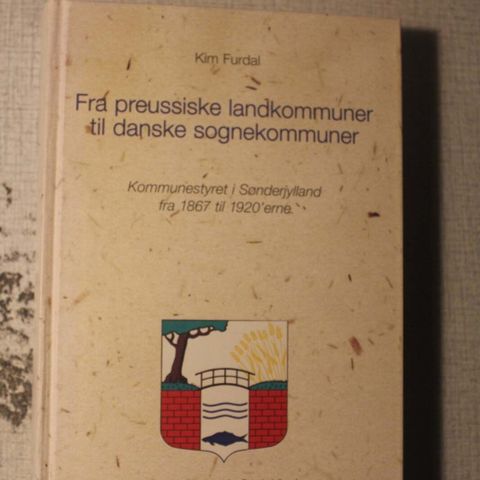 Kim Furdal
Fra preussiske landkommuner
til danske sognekommuner
Kommunestyret i Sønderjylland
fra 1867 til 1920'erne